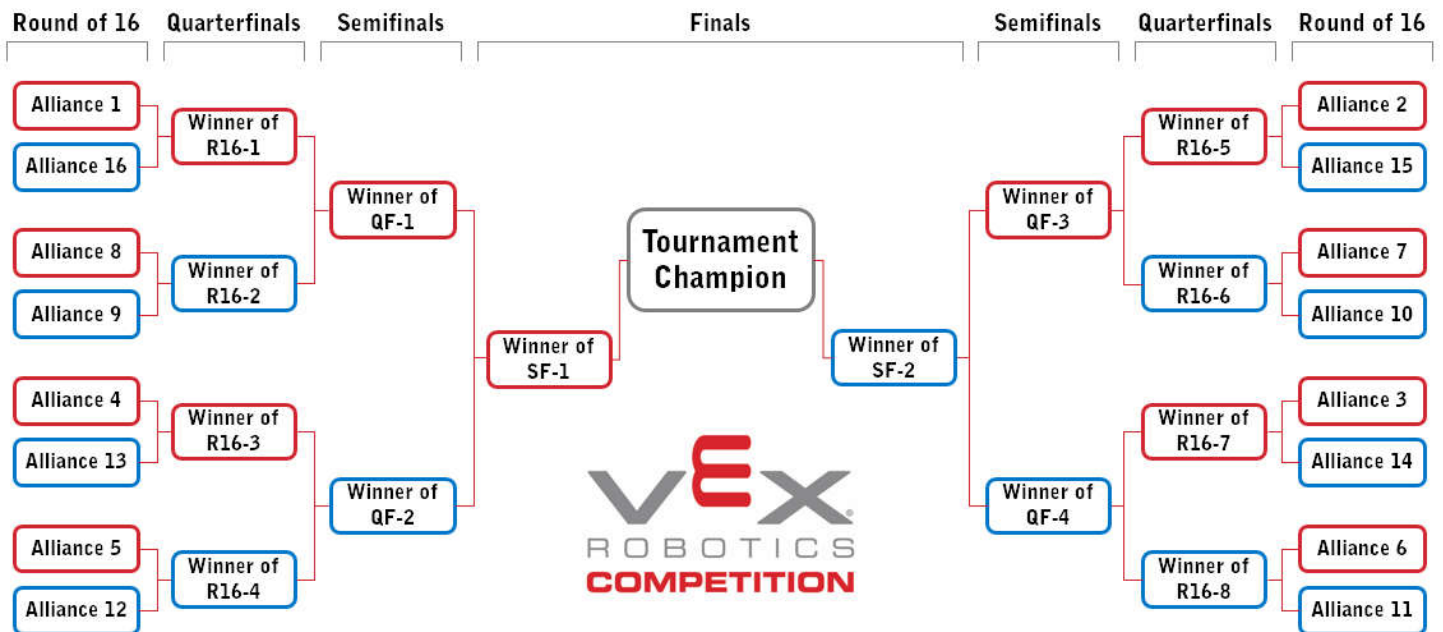 Round of 16
Quarterfinals
Semifinals
Finals
Semifinals
Quarterfinals
Round of 16
Alliance 1
Alliance 16
Alliance 8
Alliance 9
Alliance 4
Alliance 13
Alliance 5
Alliance 12
Winner of
R16-1
Winner of
R16-2
Winner of
R16-3
Winner of
R16-4
Winner of
QF-1
Winner of
QF-2
Winner of
SF-1
Tournament
Champion
Winner of
SF-2
VEX
ROBOTICS
COMPETITION
Winner of
QF-3
Winner of
QF-4
Winner of
R16-5
Winner of
R16-6
Winner of
R16-7
Winner of
R16-8
Alliance 2
Alliance 15
Alliance 7
Alliance 10
Alliance 3
Alliance 14
Alliance 6
Alliance 11